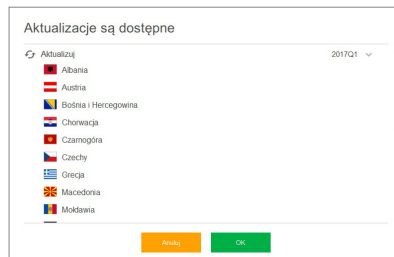 Aktualizacje są dostępne
Aktualizuj 2017Q1
Albania
Austria
Bośnia i Hercegowina
Chorwacja
Czarnogóra
Czechy
Grecja
Macedonia
Mołdawia
Anuluj OK